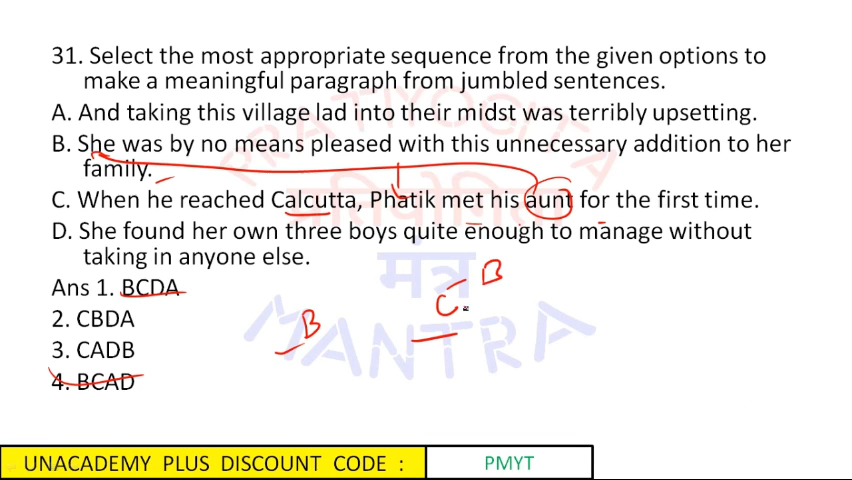 31. Select the most appropriate sequence from the given options to
make a meaningful paragraph from jumbled sentences.
A. And taking this village lad into their midst was terribly upsetting.
B. She was by no means pleased with this unnecessary addition to her
family.
C. When he reached Calcutta, Phatik met his aunt for the first time.
D. She found her own three boys quite enough to manage without
taking in anyone else.
Ans 1. BCDA
2. CBDA
3. CADB
4. BCAD
B
C B
PRATIYOGITA
प्रतियोगिता
मंत्र
MANTRA
UNACADEMY PLUS DISCOUNT CODE :
PMYT